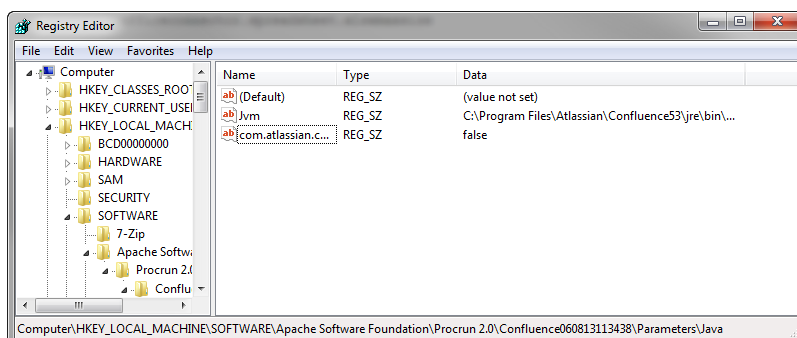 Registry Editor
File Edit View Favorites Help
Computer
HKEY_CLASSES_ROOT
HKEY_CURRENT_USE
HKEY_LOCAL_MACHI
BCD00000000
HARDWARE
SAM
SECURITY
SOFTWARE
7-Zip
Apache Softwa
Procrun 2.0
Conflu
Name Type Data
(Default) REG_SZ (value not set)
Jvm REG_SZ C:\Program Files\Atlassian\Confluence53\jre\bin\...
com.atlassian.c... REG_SZ false
Computer\HKEY_LOCAL_MACHINE\SOFTWARE\Apache Software Foundation\Procrun 2.0\Confluence060813113438\Parameters\Java